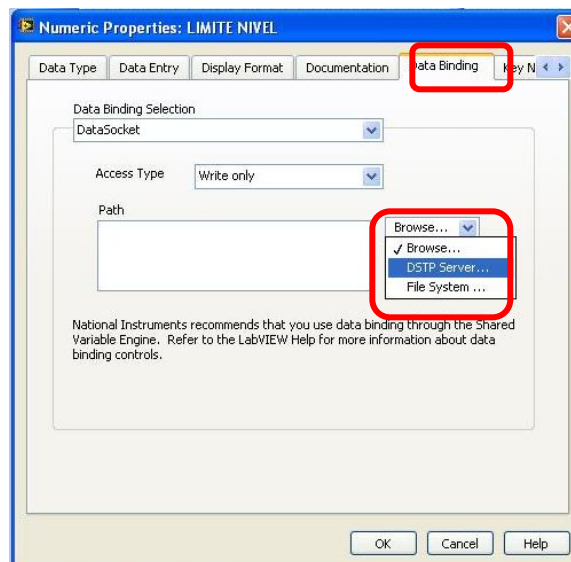 Numeric Properties: LIMITE NIVEL
Data Type Data Entry Display Format Documentation Data Binding Key N
Data Binding Selection
DataSocket
Access Type Write only
Path
Browse...
✓ Browse...
DSTP Server...
File System ...
National Instruments recommends that you use data binding through the Shared
Variable Engine. Refer to the LabVIEW Help for more information about data
binding controls.
OK Cancel Help